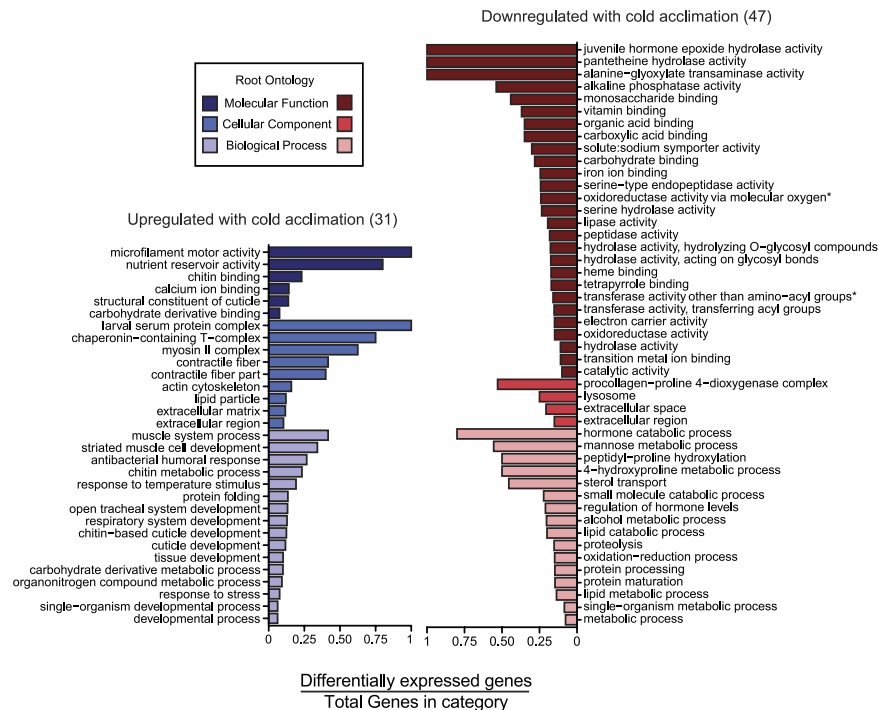 Downregulated with cold acclimation (47)
juvenile hormone epoxide hydrolase activity
pantetheine hydrolase activity
alanine-glyoxylate transaminase activity
alkaline phosphatase activity
monosaccharide binding
vitamin binding
organic acid binding
carboxylic acid binding
solute:sodium symporter activity
carbohydrate binding
iron ion binding
serine-type endopeptidase activity
oxidoreductase activity via molecular oxygen*
serine hydrolase activity
lipase activity
peptidase activity
hydrolase activity, hydrolyzing O-glycosyl compounds
hydrolase activity, acting on glycosyl bonds
heme binding
tetrapyrrole binding
transferase activity other than amino-acyl groups*
transferase activity, transferring acyl groups
electron carrier activity
oxidoreductase activity
hydrolase activity
transition metal ion binding
catalytic activity
procollagen-proline 4-dioxygenase complex
lysosome
extracellular space
extracellular region
hormone catabolic process
mannose metabolic process
peptidyl-proline hydroxylation
4-hydroxyproline metabolic process
sterol transport
small molecule catabolic process
regulation of hormone levels
alcohol metabolic process
lipid catabolic process
proteolysis
oxidation-reduction process
protein processing
protein maturation
lipid metabolic process
single-organism metabolic process
metabolic process
1 0.75 0.50 0.25 0
Root Ontology
Molecular Function
Cellular Component
Biological Process
Upregulated with cold acclimation (31)
microfilament motor activity
nutrient reservoir activity
chitin binding
calcium ion binding
structural constituent of cuticle
carbohydrate derivative binding
larval serum protein complex
chaperonin-containing T-complex
myosin II complex
contractile fiber
contractile fiber part
actin cytoskeleton
lipid particle
extracellular matrix
extracellular region
muscle system process
striated muscle cell development
antibacterial humoral response
chitin metabolic process
response to temperature stimulus
protein folding
open tracheal system development
respiratory system development
chitin-based cuticle development
cuticle development
tissue development
carbohydrate derivative metabolic process
organonitrogen compound metabolic process
response to stress
single-organism developmental process
developmental process
0 0.25 0.50 0.75 1
Differentially expressed genes
Total Genes in category